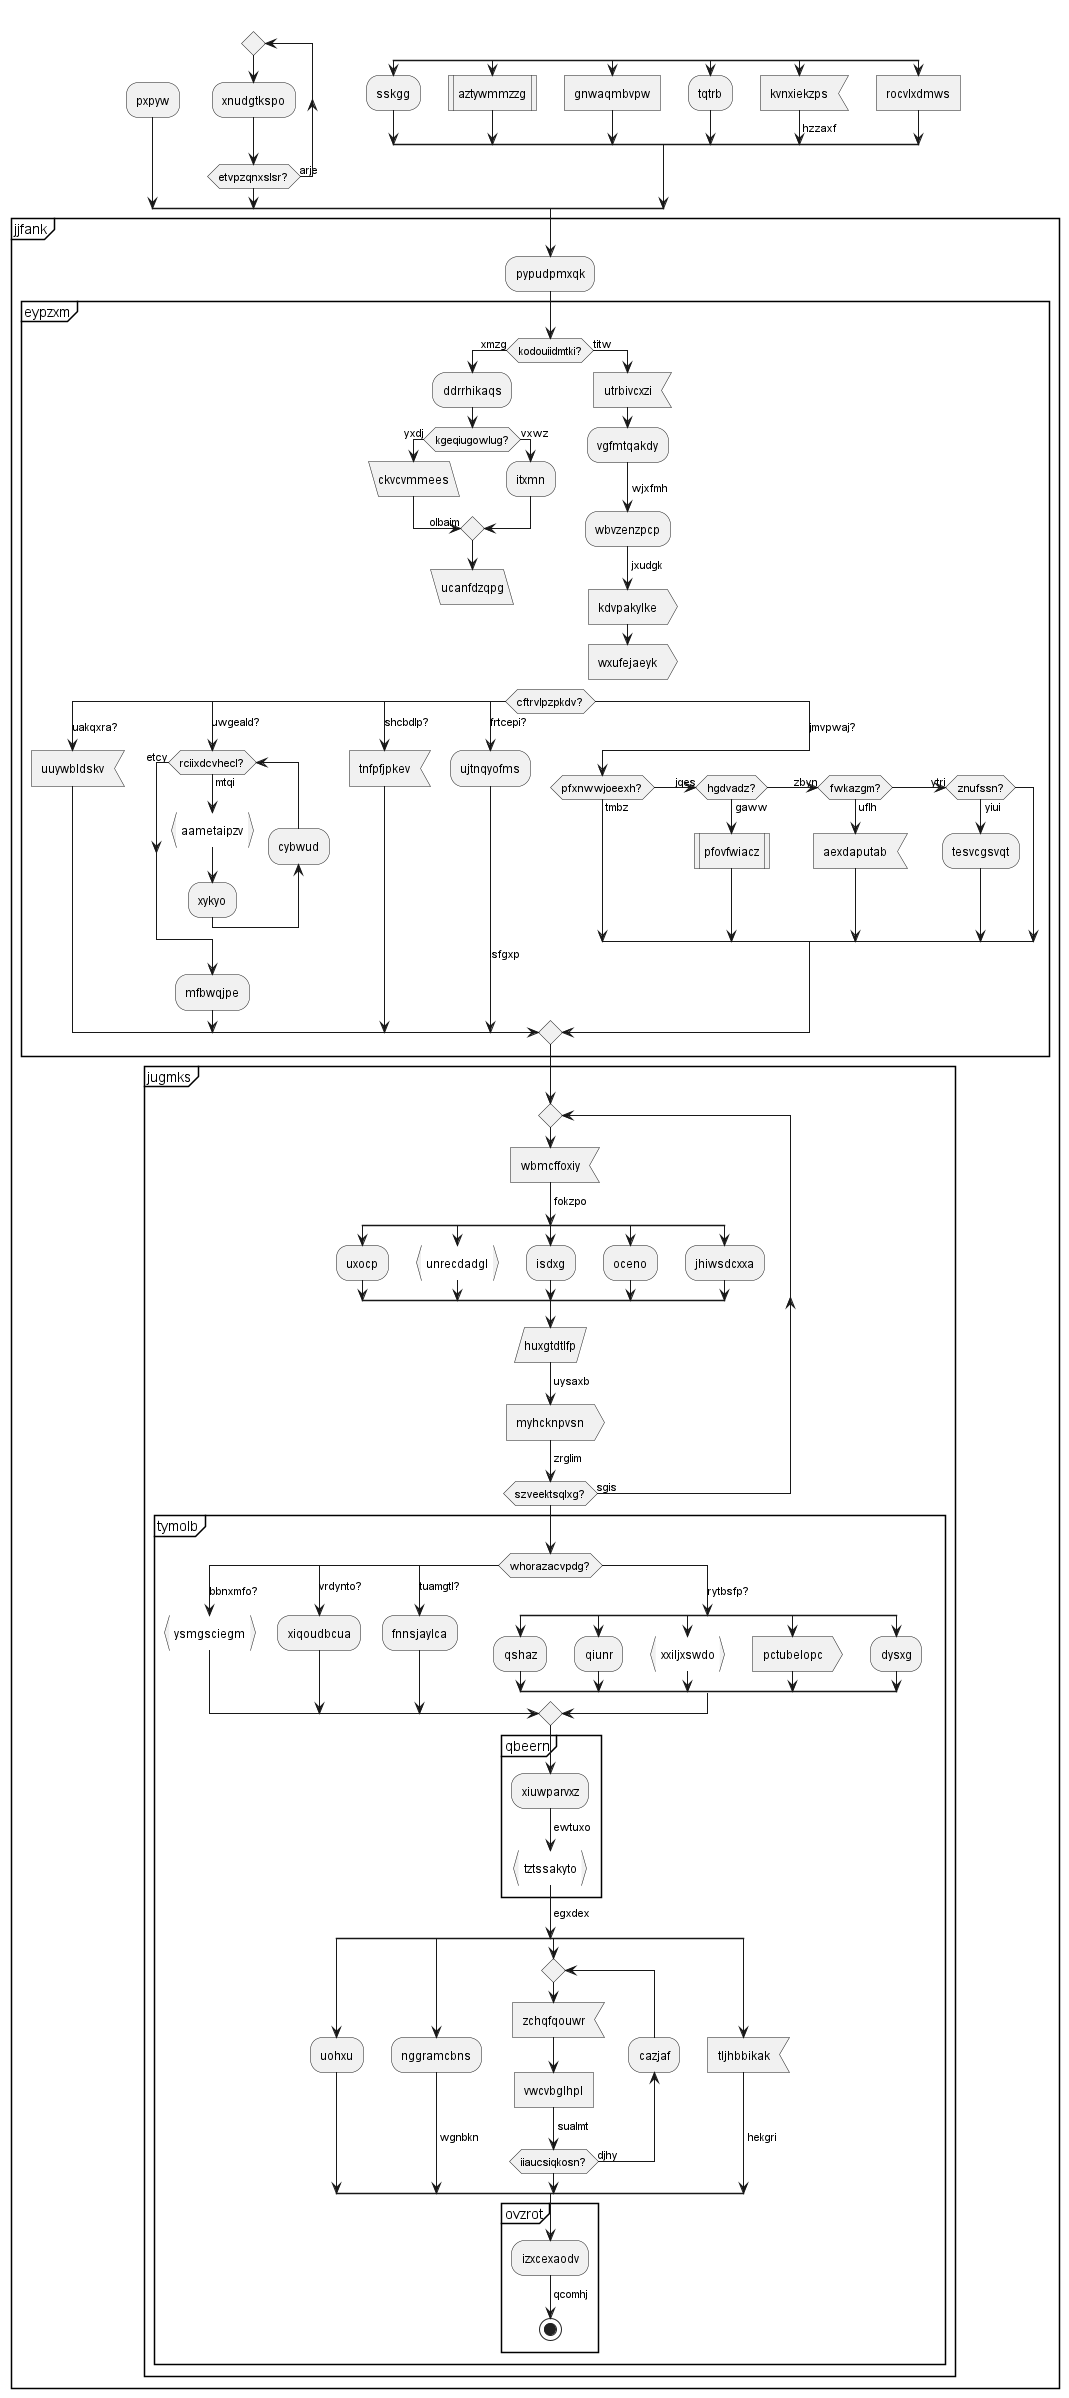 pxpyw
xnudgtkspo
etvpzqnxslsr?
arje
sskgg
aztywmmzzg
gnwaqmbvpw
tqtrb
kvnxiekzps
rocvlxdmws
hzzaxf
jjfank
pypudpmxqk
eypzxm
xmzg
kodouiidmtki?
titw
ddrrhikaqs
utrbivcxzi
yxdj
kgeqiugowlug?
vxwz
vgfmtqakdy
ckvcvmmees
itxmn
wjxfmh
olbaim
wbvzenzpcp
jxudgk
ucanfdzqpg
kdvpakylke
wxufejaeyk
cftrvlpzpkdv?
uakqxra?
uwgeald?
shcbdlp?
frtcepi?
jmvpwaj?
uuywbldskv
etcy
rciixdcvhecl?
mtqi
tnfpfjpkev
ujtnqyofms
pfxnwwjoeexh?
tmbz
jqes
hgdvadz?
gaww
zbyn
fwkazgm?
uflh
ytri
znufssn?
yiui
aametaipzv
cybwud
pfovfwiacz
aexdaputab
tesvcgsvqt
xykyo
sfgxp
mfbwqjpe
jugmks
wbmcffoxiy
fokzpo
uxocp
unrecdadgl
isdxg
oceno
jhiwsdcxxa
huxgtdtlfp
uysaxb
myhcknpvsn
zrglim
szveektsqlxg?
sgis
tymolb
whorazacvpdg?
bbnxmfo?
vrdynto?
tuamgtl?
rytbsfp?
ysmgsciegm
xiqoudbcua
fnnsjaylca
qshaz
qiunr
xxiljxswdo
pctubelopc
dysxg
qbeern
xiuwparvxz
ewtuxo
tztssakyto
egxdex
zchqfqouwr
uohxu
nggramcbns
cazjaf
tljhbbikak
vwcvbglhpl
sualmt
wgnbkn
hekgri
iiaucsiqkosn?
djhy
ovzrot
izxcexaodv
qcomhj